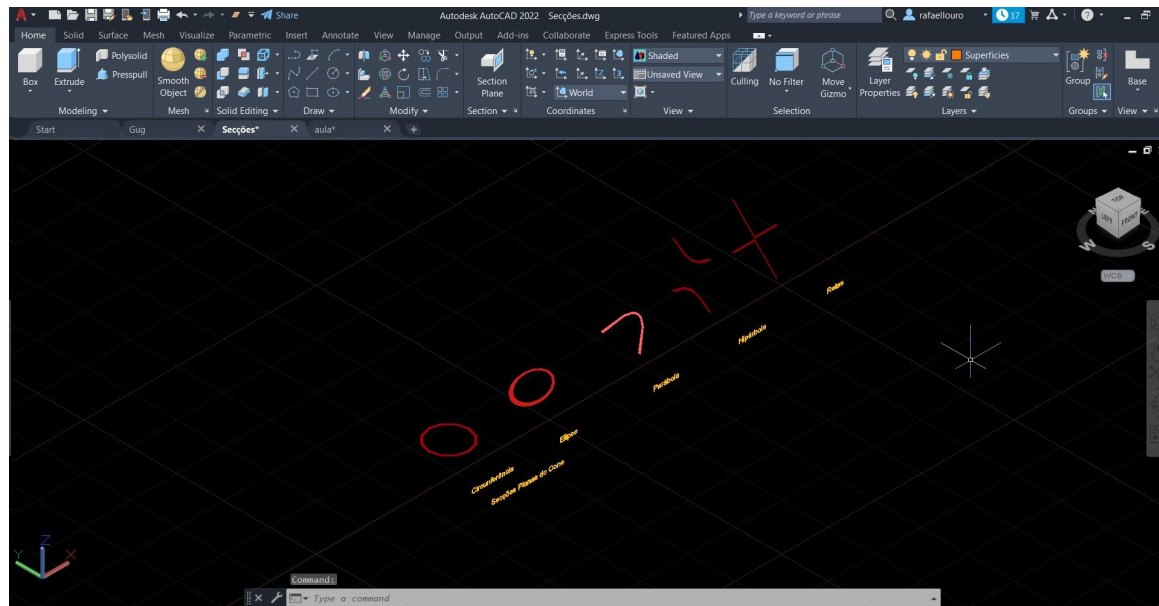 Share
Autodesk AutoCAD 2022 Secções.dwg
Type a keyword or phrase
rafaellouro
17
Home Solid Surface Mesh Visualize Parametric Insert Annotate View Manage Output Add-ins Collaborate Express Tools Featured Apps
Box
Extrude
Polysolid
Presspull
Smooth
Object
Section
Plane
World
Shaded
Unsaved View
Culling
No Filter
Move
Gizmo
Layer
Properties
Superficies
Group
Base
Modeling Mesh Solid Editing Draw Modify Section Coordinates View Selection Layers Groups View
Start Gug Secções* aula*
TOP
LEFT
FRONT
W
S
WCS
Retas
Hipérbole
Parábola
Elipse
Circunferência
Secções Planas do Cone
Z
Y
X
Command:
Type a command